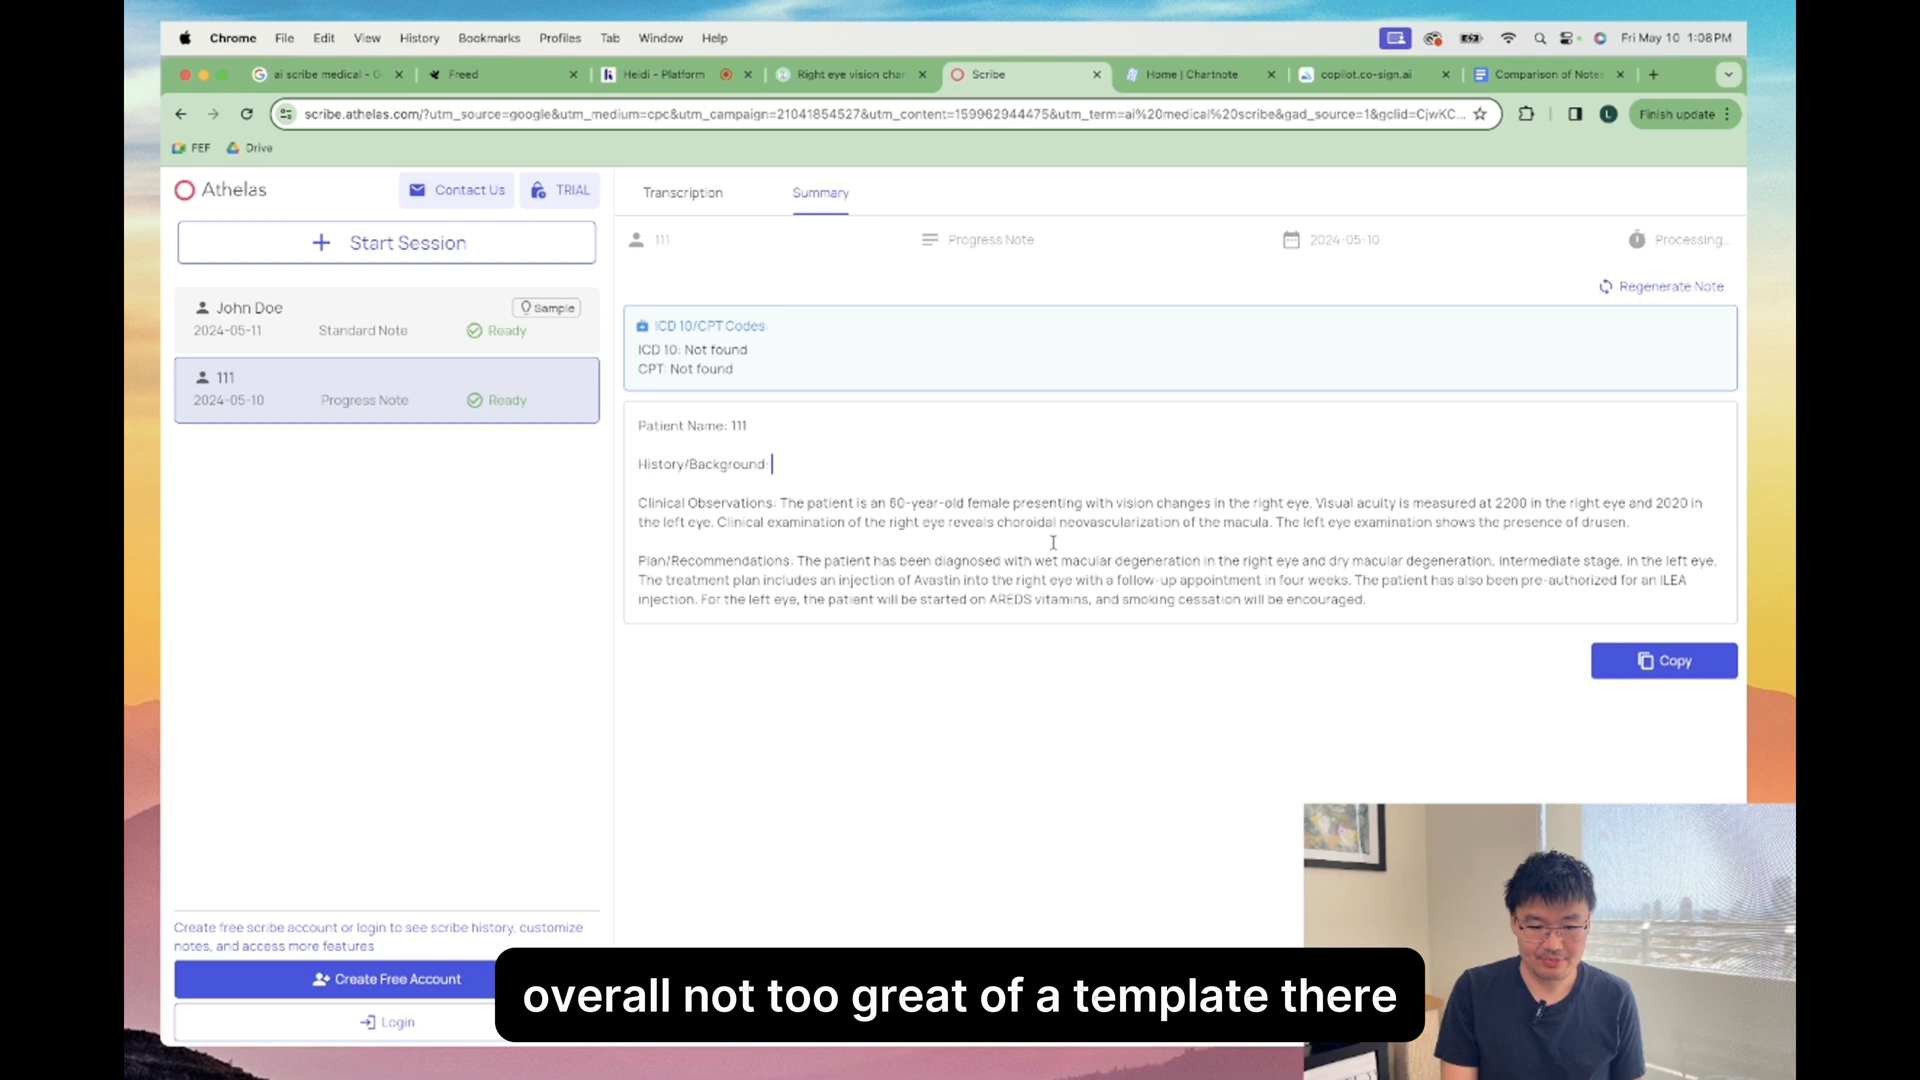 Chrome File Edit View History Bookmarks Profiles Tab Window Help
Fri May 10 1:08 PM
ai scribe medical - G
Freed
Heidi - Platform
Right eye vision char
Scribe
Home | Chartnote
copilot.co-sign.ai
Comparison of Notes
scribe.athelas.com/?utm_source=google&utm_medium=cpc&utm_campaign=21041854527&utm_content=159962944475&utm_term=ai%20medical%20scribe&gad_source=1&gclid=CjwKC...
L
Finish update
FEF
Drive
Athelas
Contact Us
TRIAL
+ Start Session
John Doe
Sample
2024-05-11 Standard Note Ready
111
2024-05-10 Progress Note Ready
Create free scribe account or login to see scribe history, customize
notes, and access more features
Create Free Account
Login
Transcription
Summary
111
Progress Note
2024-05-10
Processing...
Regenerate Note
ICD 10/CPT Codes:
ICD 10: Not found
CPT: Not found
Patient Name: 111
History/Background:
Clinical Observations: The patient is an 80-year-old female presenting with vision changes in the right eye. Visual acuity is measured at 2200 in the right eye and 2020 in
the left eye. Clinical examination of the right eye reveals choroidal neovascularization of the macula. The left eye examination shows the presence of drusen.
Plan/Recommendations: The patient has been diagnosed with wet macular degeneration in the right eye and dry macular degeneration, intermediate stage, in the left eye.
The treatment plan includes an injection of Avastin into the right eye with a follow-up appointment in four weeks. The patient has also been pre-authorized for an ILEA
injection. For the left eye, the patient will be started on AREDS vitamins, and smoking cessation will be encouraged.
Copy
overall not too great of a template there